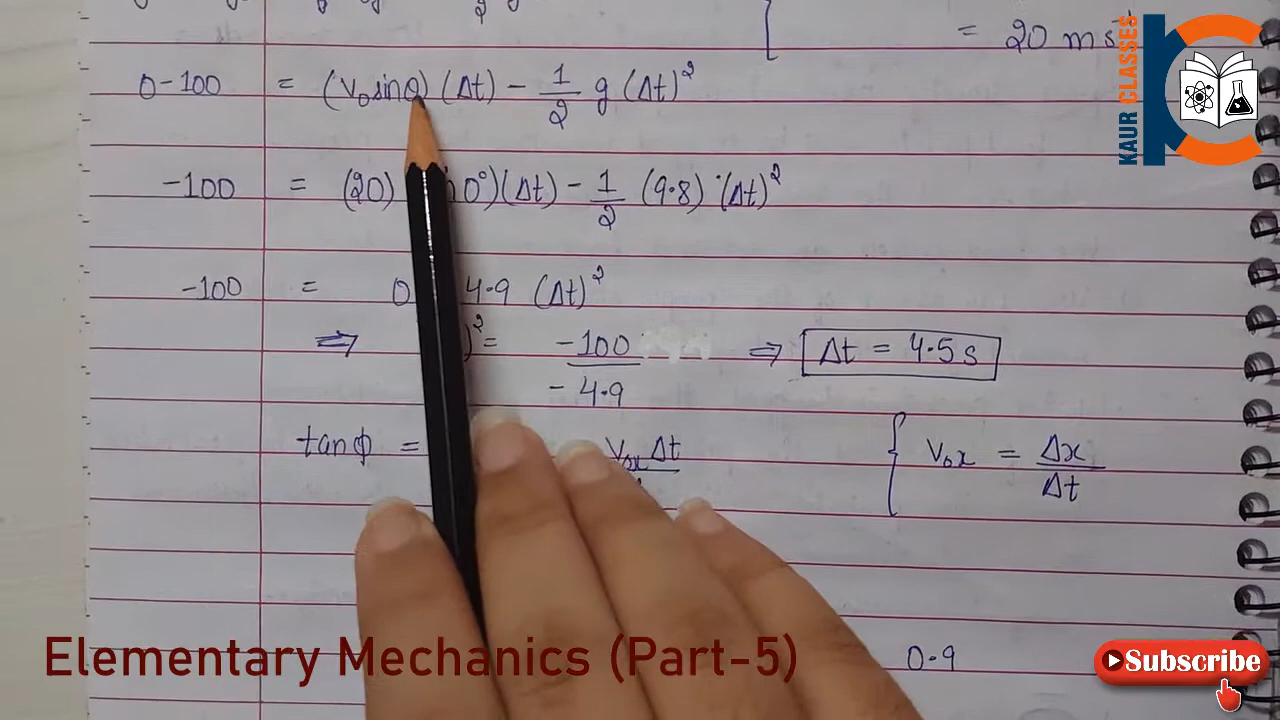 = 20 m s
0-100 = (V₀sinθ) (Δt) - 1/2 g (Δt)²
-100 = (20) 0°)(Δt) - 1/2 (9.8) (Δt)²
-100 = 0 4.9 (Δt)²
⇒ )² = -100/-4.9 ⇒ Δt = 4.5 s
tanφ = V₀ₓ Δt { V₀ₓ = Δx/Δt
0.9
KAUR CLASSES
Elementary Mechanics (Part-5)
Subscribe